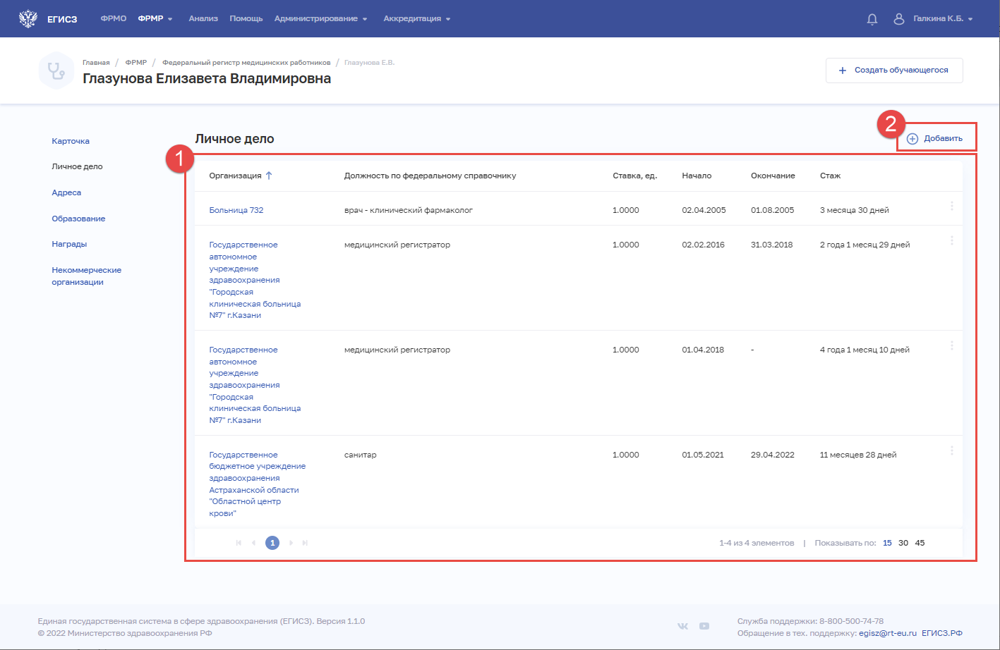 ЕГИСЗ ФРМО ФРМР Анализ Помощь Администрирование Аккредитация Галкина К.Б.
Главная / ФРМР / Федеральный регистр медицинских работников / Глазунова Е.В.
Глазунова Елизавета Владимировна
+ Создать обучающегося
Карточка
Личное дело
Адреса
Образование
Награды
Некоммерческие
организации
Личное дело
2
Добавить
1
Организация ↑ Должность по федеральному справочнику Ставка, ед. Начало Окончание Стаж
Больница 732 врач - клинический фармаколог 1.0000 02.04.2005 01.08.2005 3 месяца 30 дней
Государственное медицинский регистратор 1.0000 02.02.2016 31.03.2018 2 года 1 месяц 29 дней
автономное
учреждение
здравоохранения
"Городская
клиническая больница
№7" г.Казани
Государственное медицинский регистратор 1.0000 01.04.2018 - 4 года 1 месяц 10 дней
автономное
учреждение
здравоохранения
"Городская
клиническая больница
№7" г.Казани
Государственное санитар 1.0000 01.05.2021 29.04.2022 11 месяцев 28 дней
бюджетное учреждение
здравоохранения
Астраханской области
"Областной центр
крови"
1 1-4 из 4 элементов | Показывать по: 15 30 45
Единая государственная система в сфере здравоохранения (ЕГИСЗ). Версия 1.1.0
© 2022 Министерство здравоохранения РФ
Служба поддержки: 8-800-500-74-78
Обращение в тех. поддержку: egisz@rt-eu.ru ЕГИСЗ.РФ